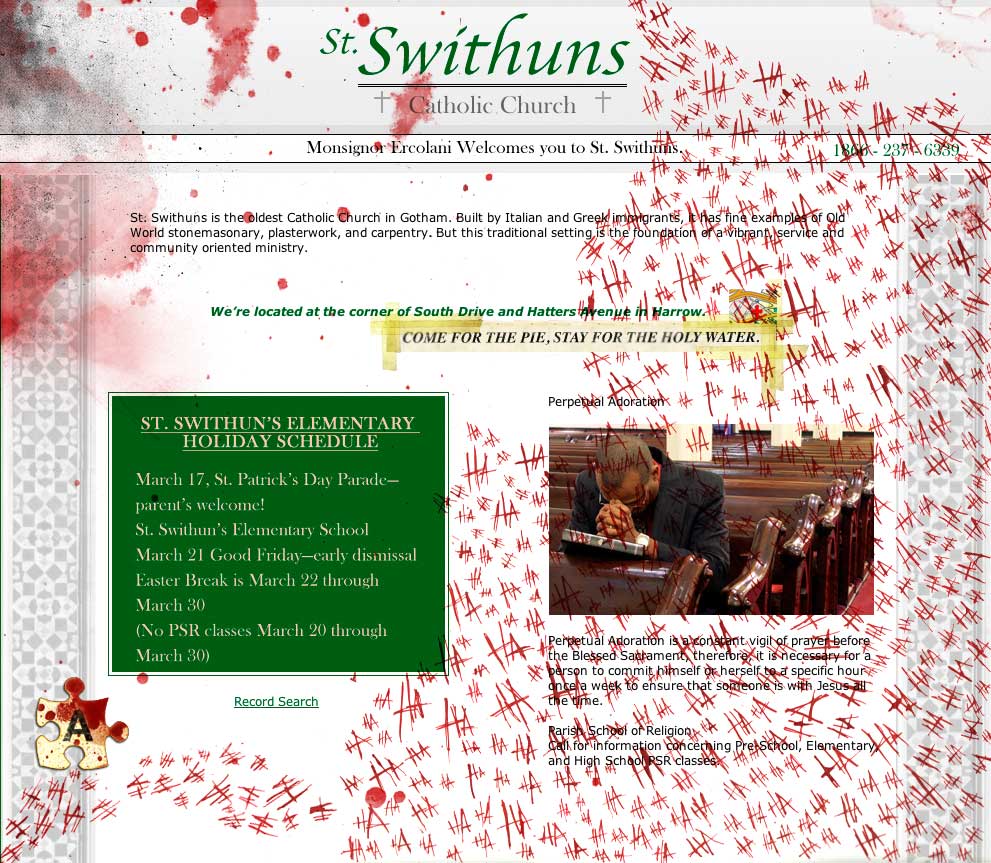 St. Swithuns
Catholic Church
Monsignor Ercolani Welcomes you to St. Swithuns.
1866 - 237 - 6339
St. Swithuns is the oldest Catholic Church in Gotham. Built by Italian and Greek immigrants, it has fine examples of Old
World stonemasonary, plasterwork, and carpentry. But this traditional setting is the foundation of a vibrant, service and
community oriented ministry.
We're located at the corner of South Drive and Hatters Avenue in Harrow.
COME FOR THE PIE, STAY FOR THE HOLY WATER.
ST. SWITHUN'S ELEMENTARY
HOLIDAY SCHEDULE
March 17, St. Patrick's Day Parade—
parent's welcome!
St. Swithun's Elementary School
March 21 Good Friday—early dismissal
Easter Break is March 22 through
March 30
(No PSR classes March 20 through
March 30)
Record Search
A
Perpetual Adoration
Perpetual Adoration is a constant vigil of prayer before
the Blessed Sacrament, therefore, it is necessary for a
person to commit himself or herself to a specific hour
once a week to ensure that someone is with Jesus all
the time.
Parish School of Religion
Call for information concerning Pre-School, Elementary,
and High School PSR classes.
HA HA HA HA HA HA